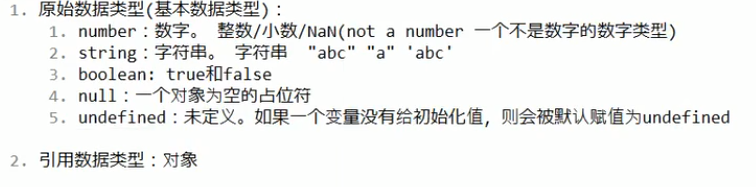 1. 原始数据类型(基本数据类型)：
1. number：数字。 整数/小数/NaN(not a number 一个不是数字的数字类型)
2. string：字符串。 字符串 "abc" "a" 'abc'
3. boolean: true和false
4. null：一个对象为空的占位符
5. undefined：未定义。如果一个变量没有给初始化值，则会被默认赋值为undefined
2. 引用数据类型：对象